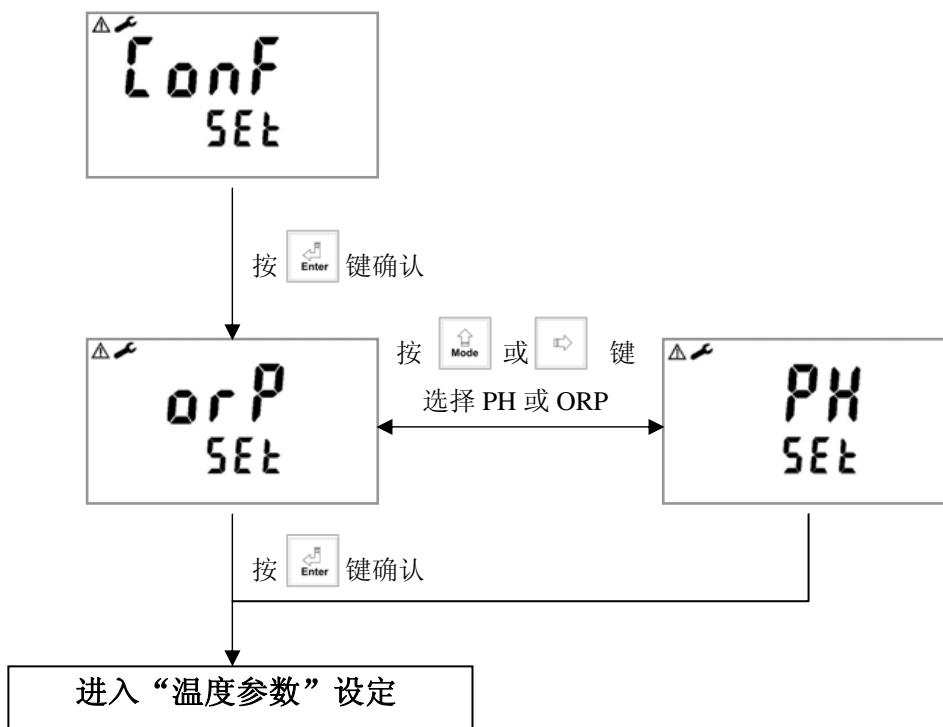 ConF
SEt
按 Enter 键确认
按 Mode 或 键
选择 PH 或 ORP
orP
SEt
PH
SEt
按 Enter 键确认
进入“温度参数”设定